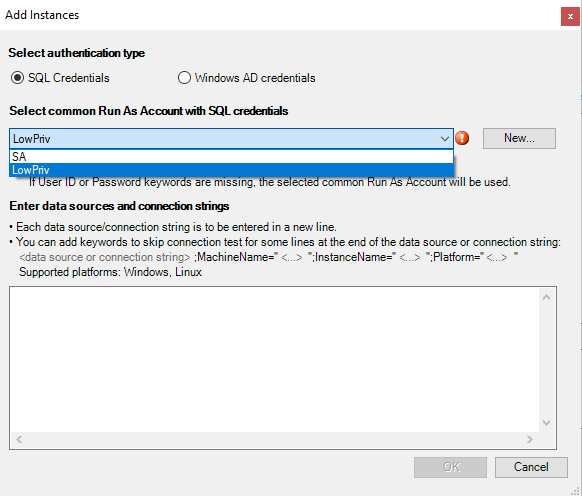 Add Instances
Select authentication type
SQL Credentials
Windows AD credentials
Select common Run As Account with SQL credentials
LowPriv
New...
SA
LowPriv
If User ID or Password keywords are missing, the selected common Run As Account will be used.
Enter data sources and connection strings
• Each data source/connection string is to be entered in a new line.
• You can add keywords to skip connection test for some lines at the end of the data source or connection string:
<data source or connection string> ;MachineName=" <...> ";InstanceName=" <...> ";Platform=" <...> "
Supported platforms: Windows, Linux
OK
Cancel